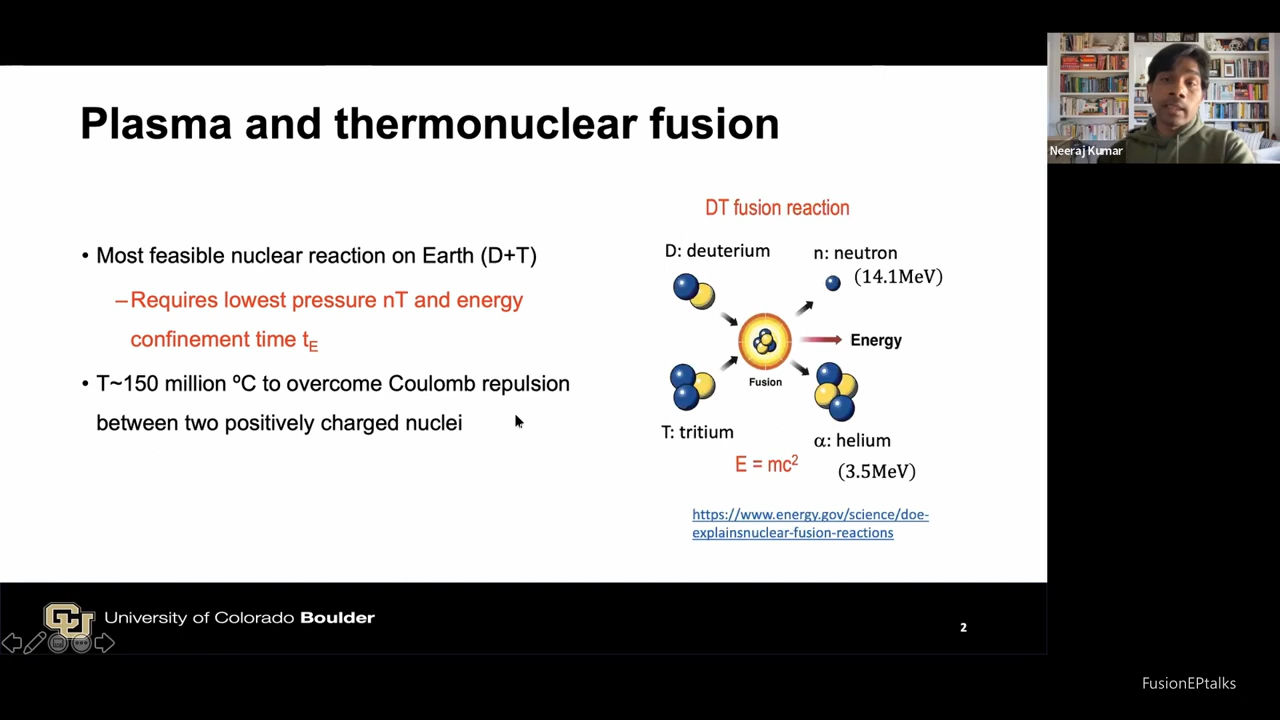 Plasma and thermonuclear fusion
Neeraj Kumar
• Most feasible nuclear reaction on Earth (D+T)
–Requires lowest pressure nT and energy
confinement time tE
• T~150 million ºC to overcome Coulomb repulsion
between two positively charged nuclei
DT fusion reaction
D: deuterium
n: neutron
(14.1MeV)
Energy
Fusion
T: tritium
α: helium
E = mc²
(3.5MeV)
https://www.energy.gov/science/doe-
explainsnuclear-fusion-reactions
CU
University of Colorado Boulder
2
FusionEPtalks